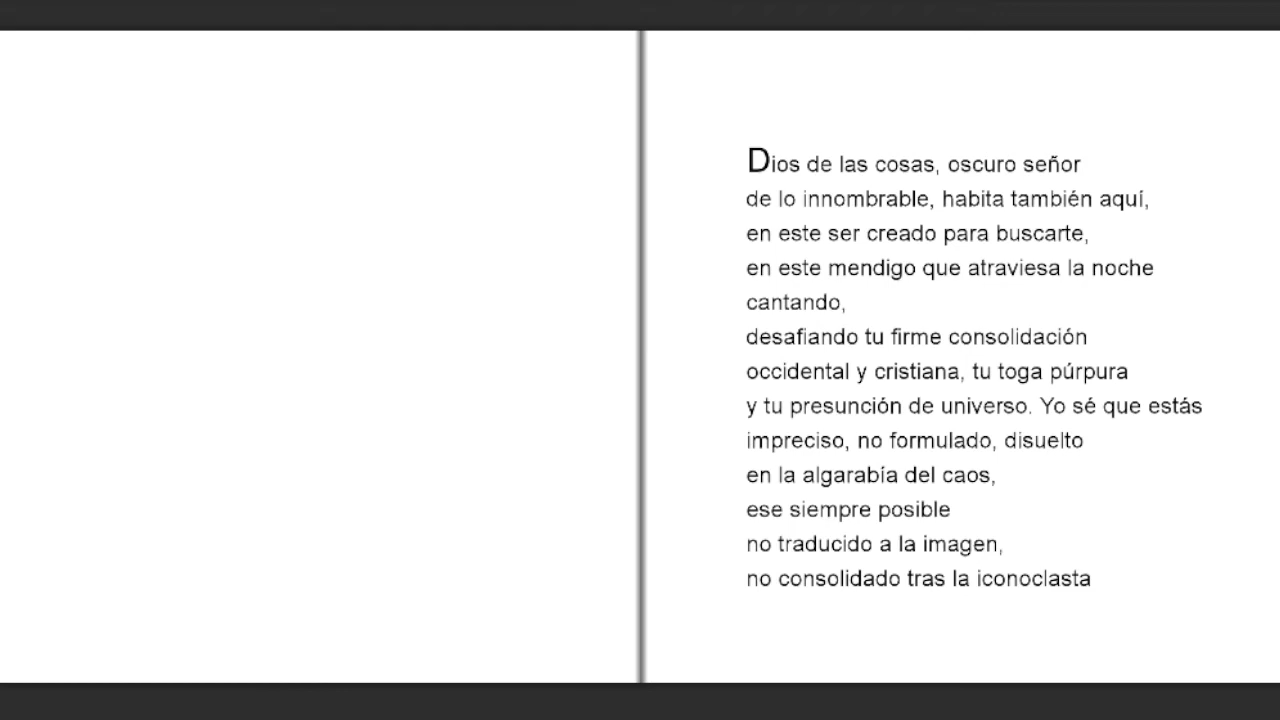 Dios de las cosas, oscuro señor
de lo innombrable, habita también aquí,
en este ser creado para buscarte,
en este mendigo que atraviesa la noche
cantando,
desafiando tu firme consolidación
occidental y cristiana, tu toga púrpura
y tu presunción de universo. Yo sé que estás
impreciso, no formulado, disuelto
en la algarabía del caos,
ese siempre posible
no traducido a la imagen,
no consolidado tras la iconoclasta